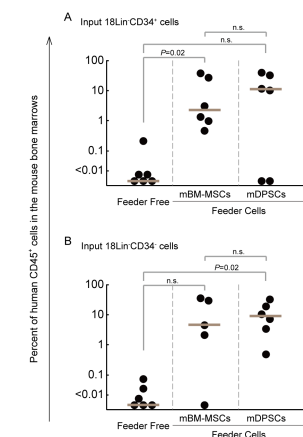 A Input 18Lin⁻CD34⁺ cells
n.s.
n.s.
P=0.02
100
10
1
0.1
<0.01
Feeder Free
mBM-MSCs
mDPSCs
Feeder Cells
Percent of human CD45⁺ cells in the mouse bone marrows
B Input 18Lin⁻CD34⁻ cells
n.s.
P=0.02
n.s.
100
10
1
0.1
<0.01
Feeder Free
mBM-MSCs
mDPSCs
Feeder Cells